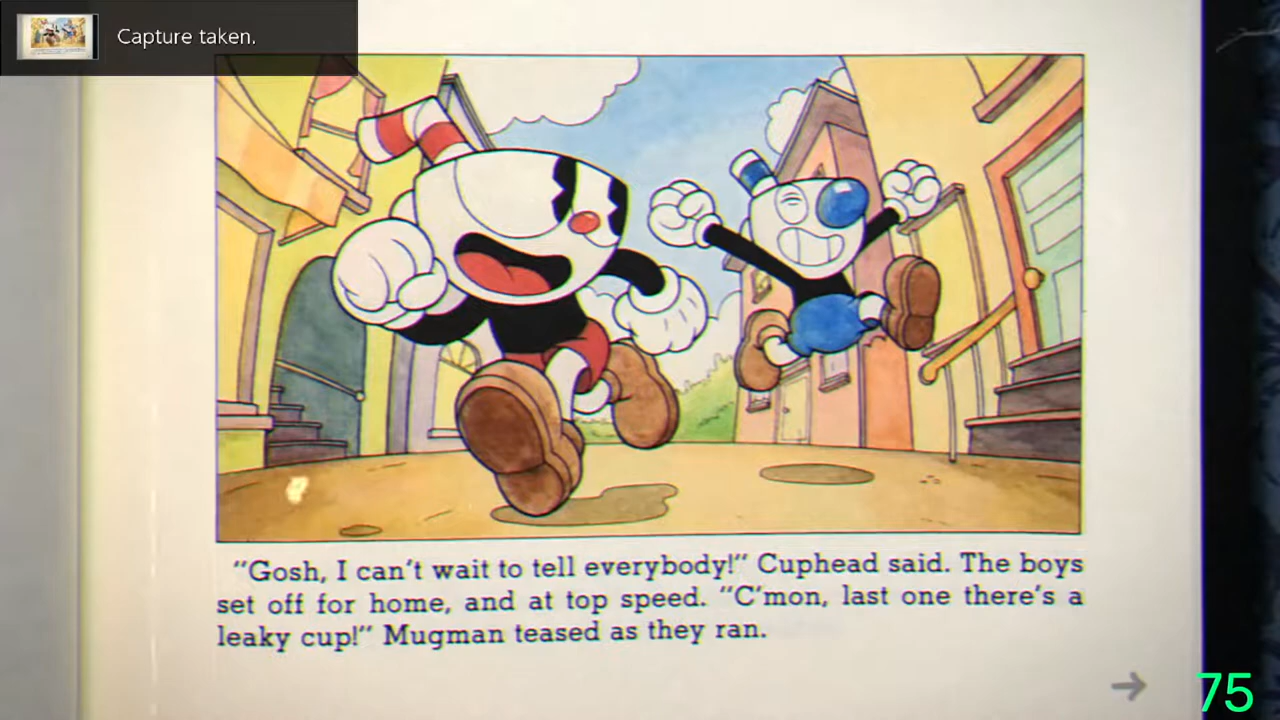 Capture taken.
“Gosh, I can’t wait to tell everybody!” Cuphead said. The boys
set off for home, and at top speed. “C’mon, last one there’s a
leaky cup!” Mugman teased as they ran.
75